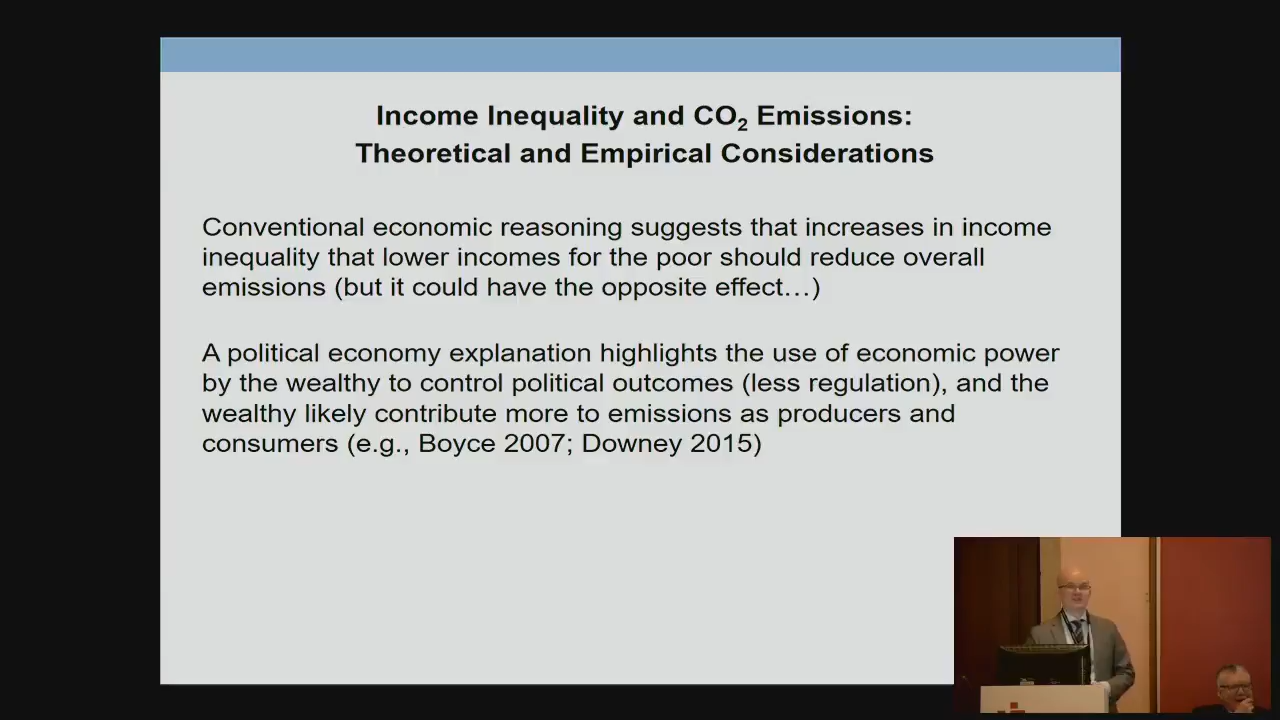 Income Inequality and CO₂ Emissions:
Theoretical and Empirical Considerations
Conventional economic reasoning suggests that increases in income
inequality that lower incomes for the poor should reduce overall
emissions (but it could have the opposite effect…)
A political economy explanation highlights the use of economic power
by the wealthy to control political outcomes (less regulation), and the
wealthy likely contribute more to emissions as producers and
consumers (e.g., Boyce 2007; Downey 2015)